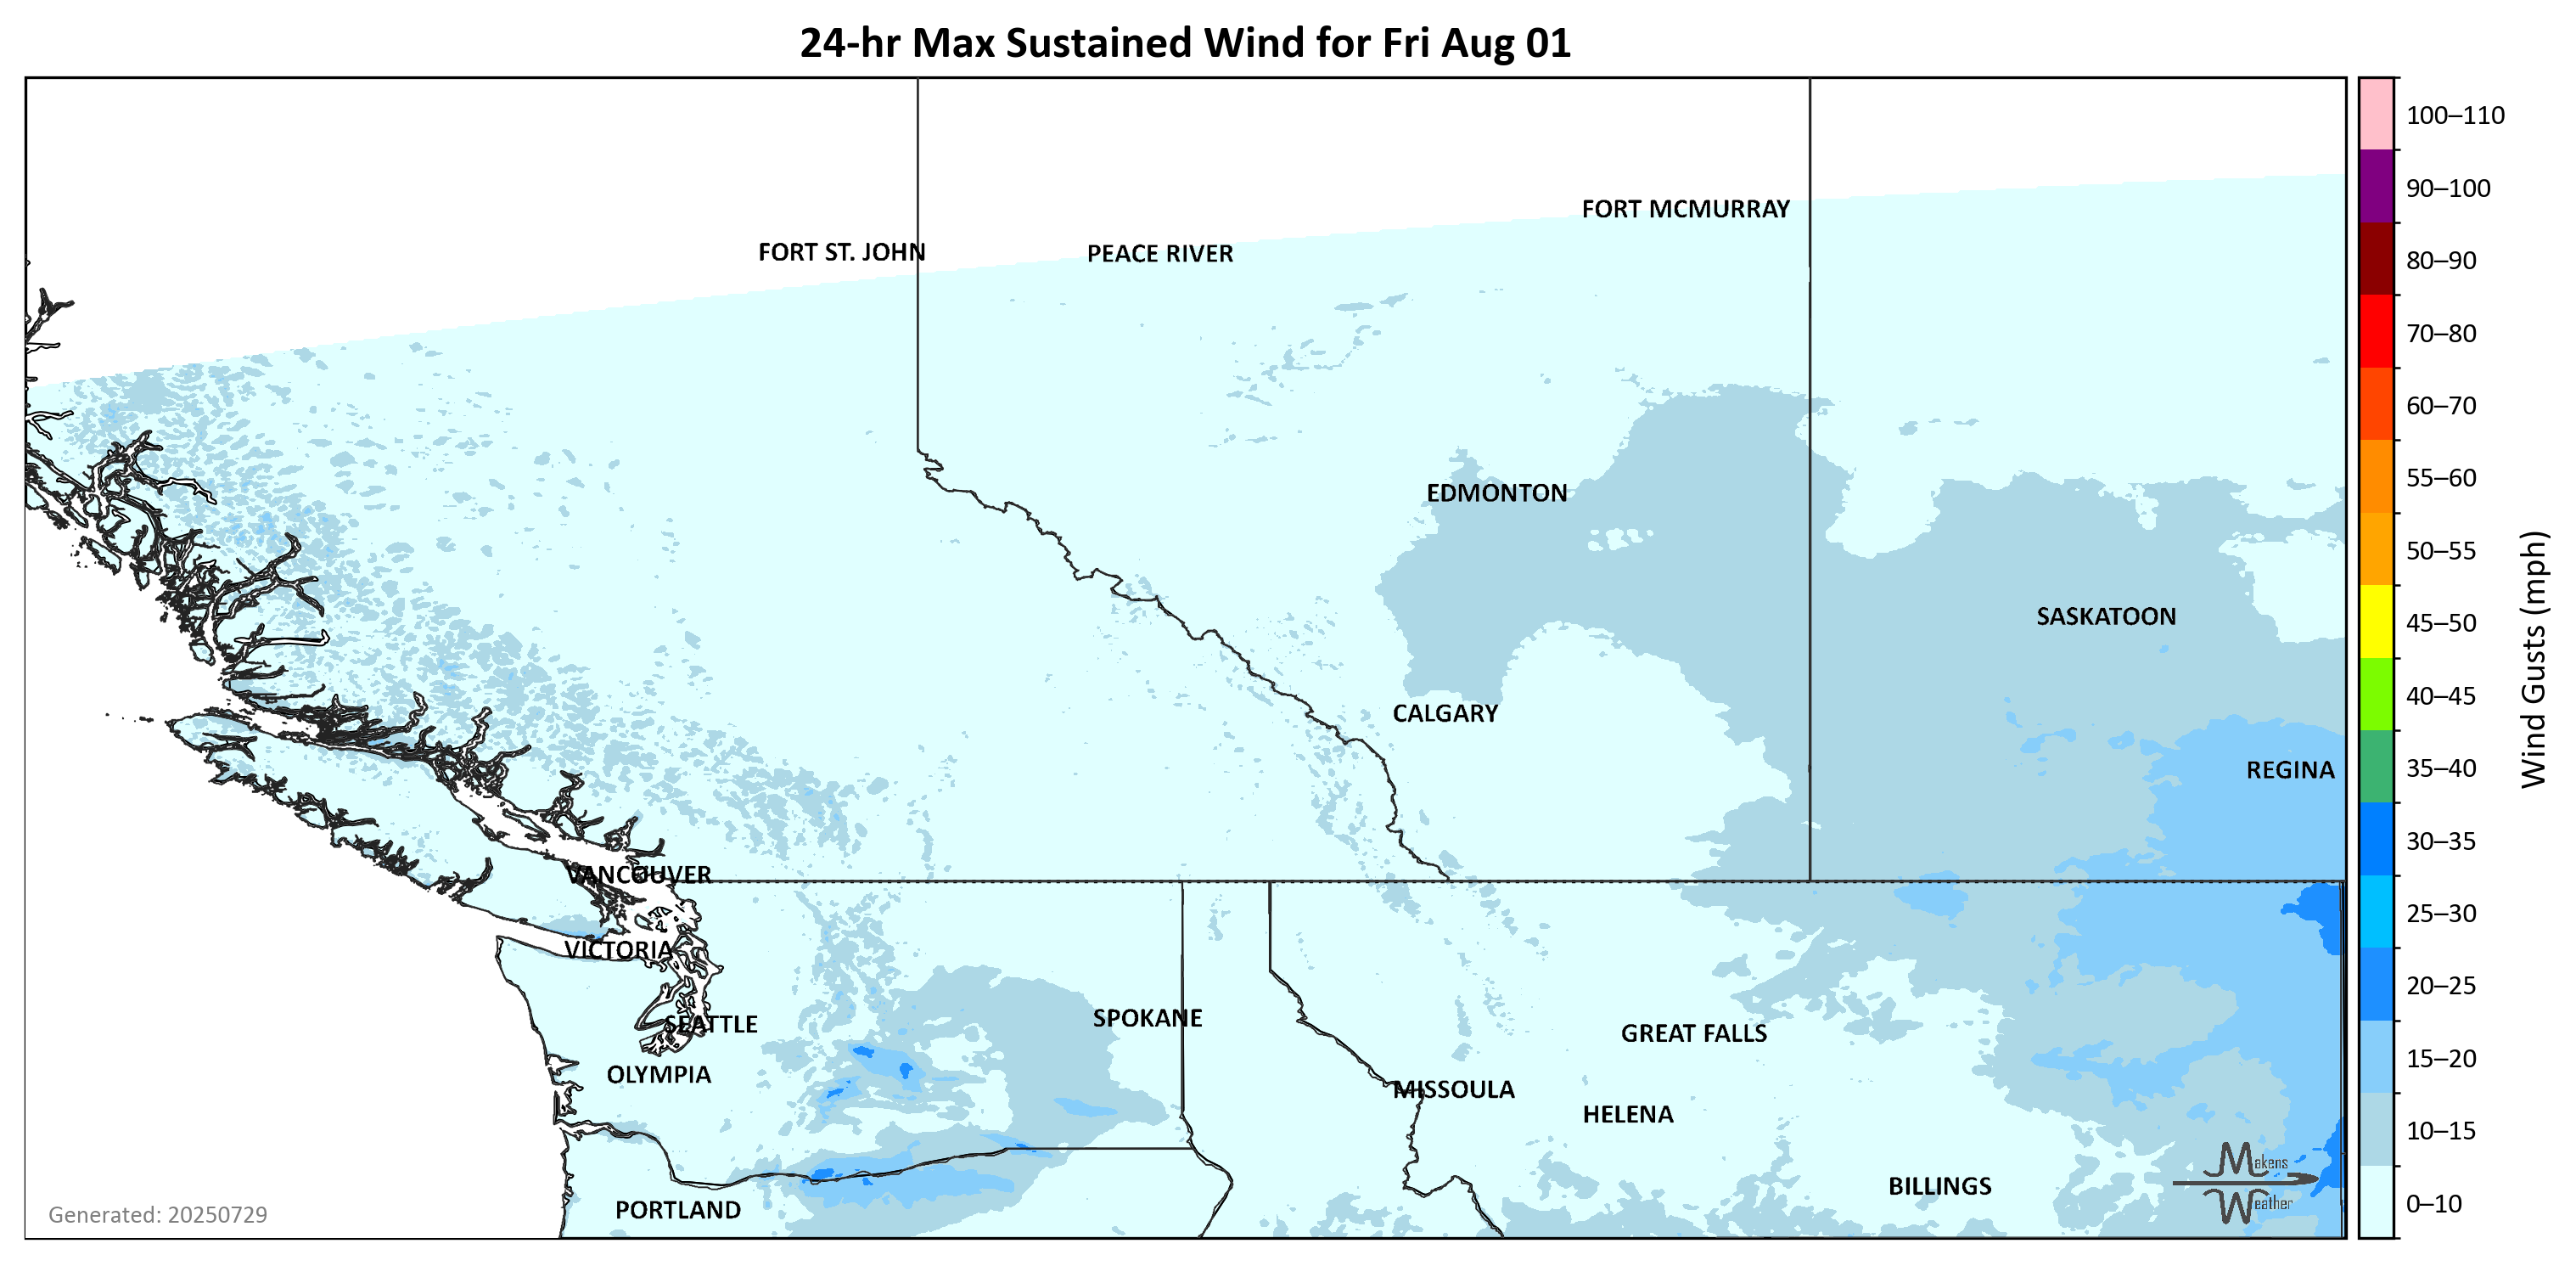 24-hr Max Sustained Wind for Fri Aug 01
100–110
90–100
80–90
70–80
60–70
55–60
50–55
45–50
40–45
35–40
30–35
25–30
20–25
15–20
10–15
0–10
Wind Gusts (mph)
FORT MCMURRAY
FORT ST. JOHN
PEACE RIVER
EDMONTON
SASKATOON
CALGARY
REGINA
VANCOUVER
VICTORIA
SPOKANE
SEATTLE
GREAT FALLS
OLYMPIA
MISSOULA
HELENA
BILLINGS
PORTLAND
Makens
Weather
Generated: 20250729